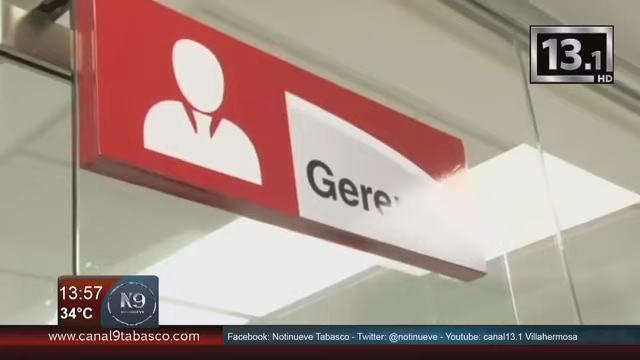 13.1
HD
Gere
13:57
34°C
N9
www.canal9tabasco.com
Facebook: Notinueve Tabasco - Twitter: @notinueve - Youtube: canal13.1 Villahermosa